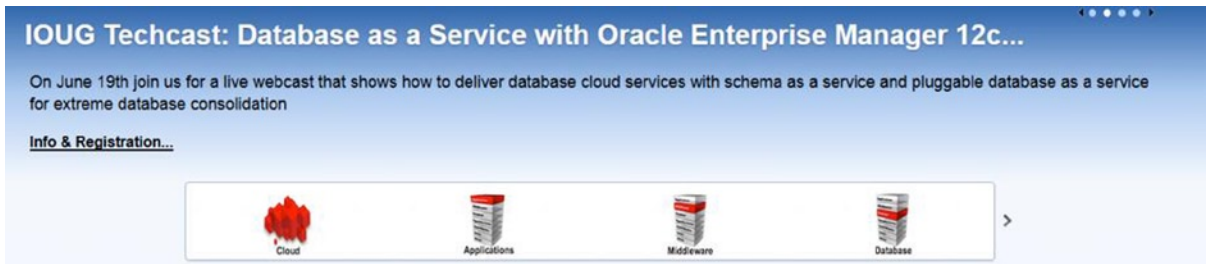 IOUG Techcast: Database as a Service with Oracle Enterprise Manager 12c...
On June 19th join us for a live webcast that shows how to deliver database cloud services with schema as a service and pluggable database as a service
for extreme database consolidation
Info & Registration...
Cloud
Applications
Middleware
Database